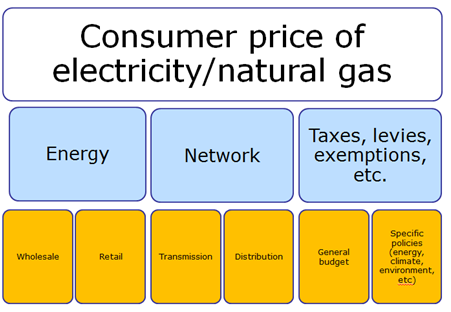 Consumer price of
electricity/natural gas
Energy
Network
Taxes, levies,
exemptions,
etc.
Wholesale
Retail
Transmission
Distribution
General
budget
Specific
policies
(energy,
climate,
environment,
etc)